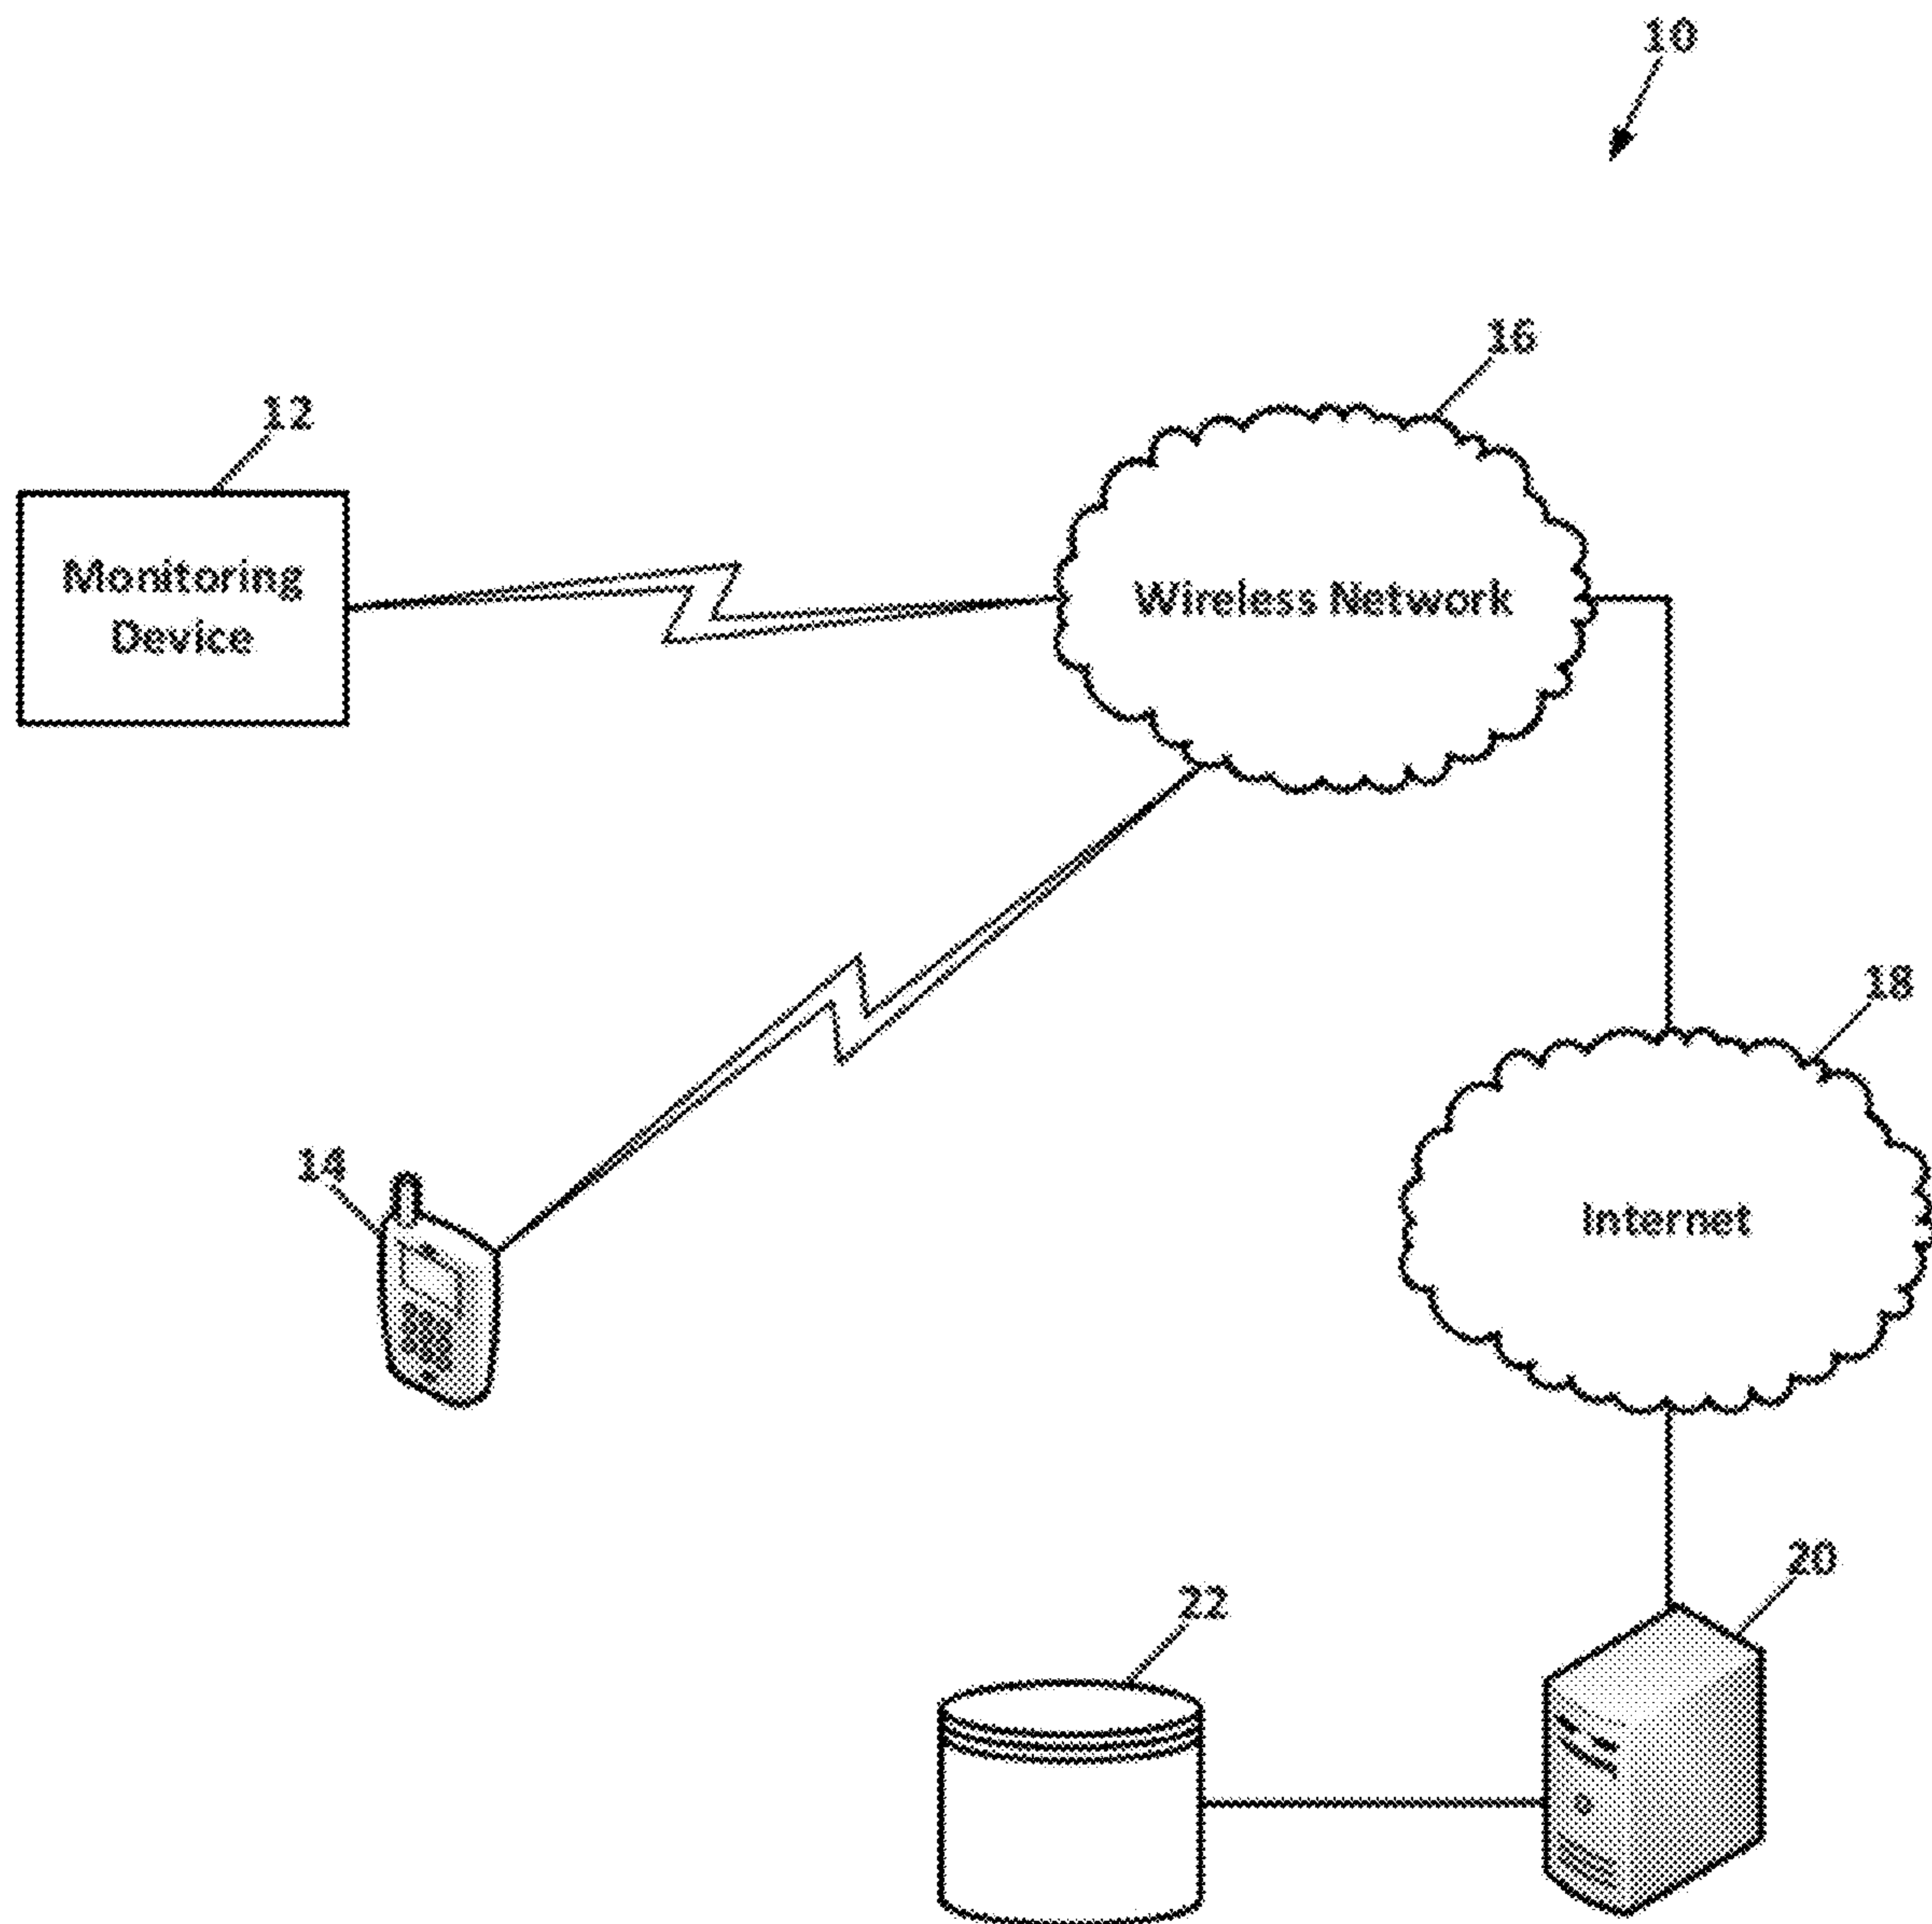 10
16
12
Monitoring
Device
Wireless Network
18
14
Internet
20
22